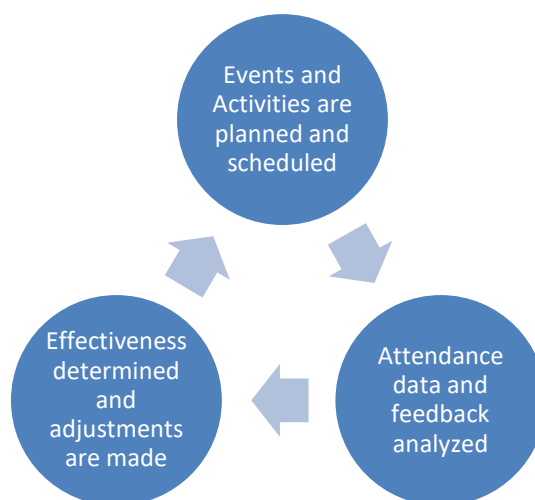 Events and
Activities are
planned and
scheduled
Attendance
data and
feedback
analyzed
Effectiveness
determined
and
adjustments
are made